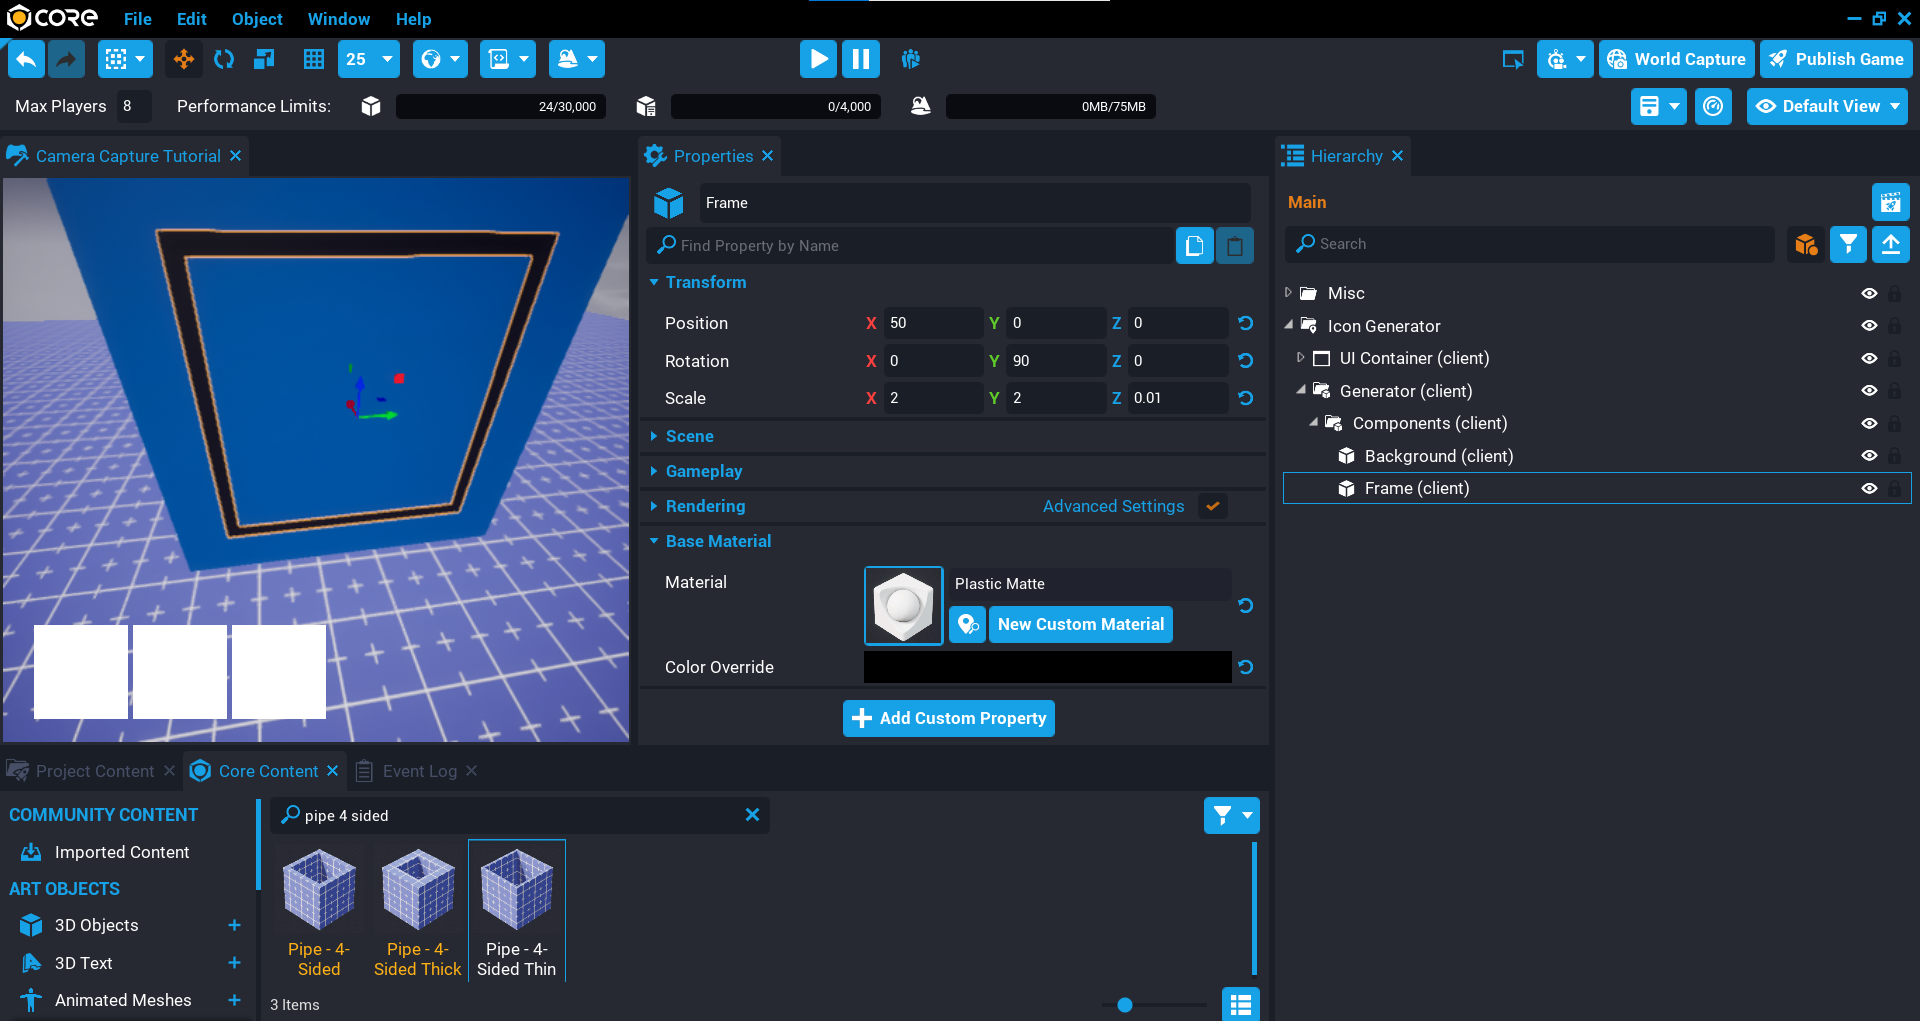 CORE File Edit Object Window Help
25 World Capture Publish Game
Max Players 8 Performance Limits: 24/30,000 0/4,000 0MB/75MB Default View
Camera Capture Tutorial
Properties
Frame
Find Property by Name
Transform
Position X 50 Y 0 Z 0
Rotation X 0 Y 90 Z 0
Scale X 2 Y 2 Z 0.01
Scene
Gameplay
Rendering Advanced Settings
Base Material
Material Plastic Matte
New Custom Material
Color Override
Add Custom Property
Hierarchy
Main
Search
Misc
Icon Generator
UI Container (client)
Generator (client)
Components (client)
Background (client)
Frame (client)
Project Content Core Content Event Log
COMMUNITY CONTENT
Imported Content
ART OBJECTS
3D Objects
3D Text
Animated Meshes
pipe 4 sided
Pipe - 4-
Sided
Pipe - 4-
Sided Thick
Pipe - 4-
Sided Thin
3 Items